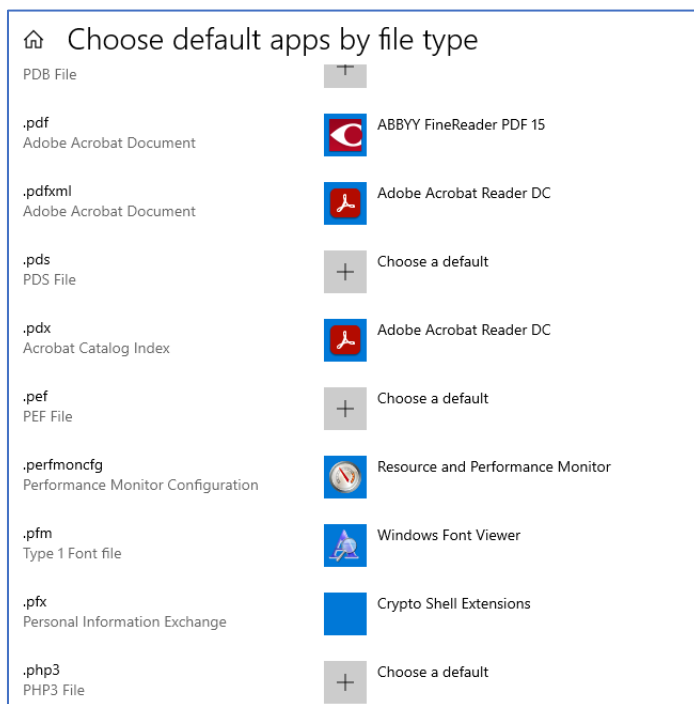 Choose default apps by file type
PDB File
.pdf
Adobe Acrobat Document
ABBYY FineReader PDF 15
.pdfxml
Adobe Acrobat Document
Adobe Acrobat Reader DC
.pds
PDS File
Choose a default
.pdx
Acrobat Catalog Index
Adobe Acrobat Reader DC
.pef
PEF File
Choose a default
.perfmoncfg
Performance Monitor Configuration
Resource and Performance Monitor
.pfm
Type 1 Font file
Windows Font Viewer
.pfx
Personal Information Exchange
Crypto Shell Extensions
.php3
PHP3 File
Choose a default